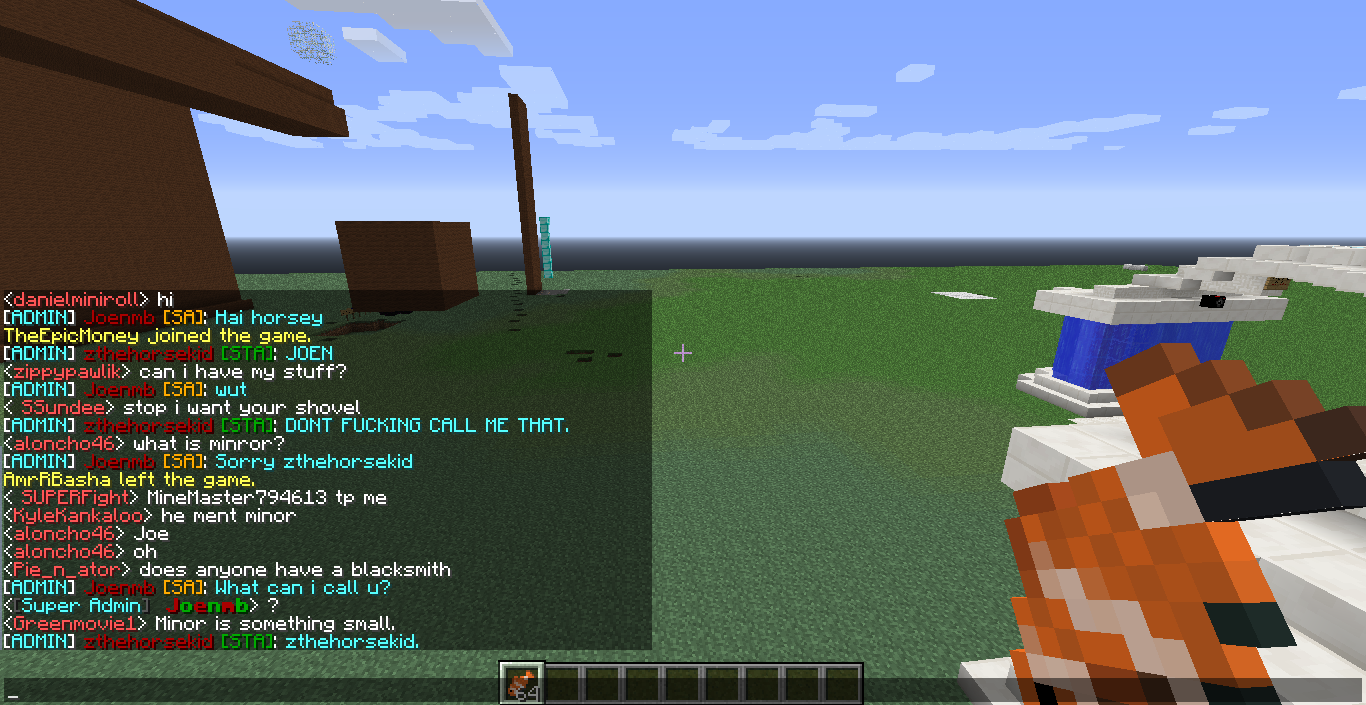 <danielminiroll> hi
[ADMIN] Joenmb [SA]: Hai horsey
TheEpicMoney joined the game.
[ADMIN] zthehorsekid [STA]: JOEN
<zippypawlik> can i have my stuff?
[ADMIN] Joenmb [SA]: wut
< SSundee> stop i want your shovel
[ADMIN] zthehorsekid [STA]: DONT FUCKING CALL ME THAT.
<aloncho46> what is minror?
[ADMIN] Joenmb [SA]: Sorry zthehorsekid
AmrRBasha left the game.
< SUPERFight> MineMaster794613 tp me
<KyleKankaloo> he ment minor
<aloncho46> Joe
<aloncho46> oh
<Pie_n_ator> does anyone have a blacksmith
[ADMIN] Joenmb [SA]: What can i call u?
<[Super Admin]  Joenmb> ?
<Greenmovie1> Minor is something small.
[ADMIN] zthehorsekid [STA]: zthehorsekid.
64
_